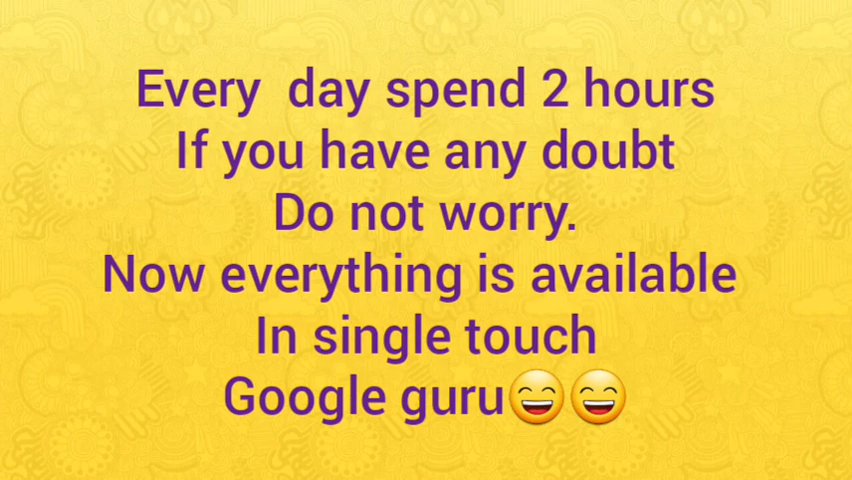 Every  day spend 2 hours
If you have any doubt
Do not worry.
Now everything is available
In single touch
Google guru😄😄